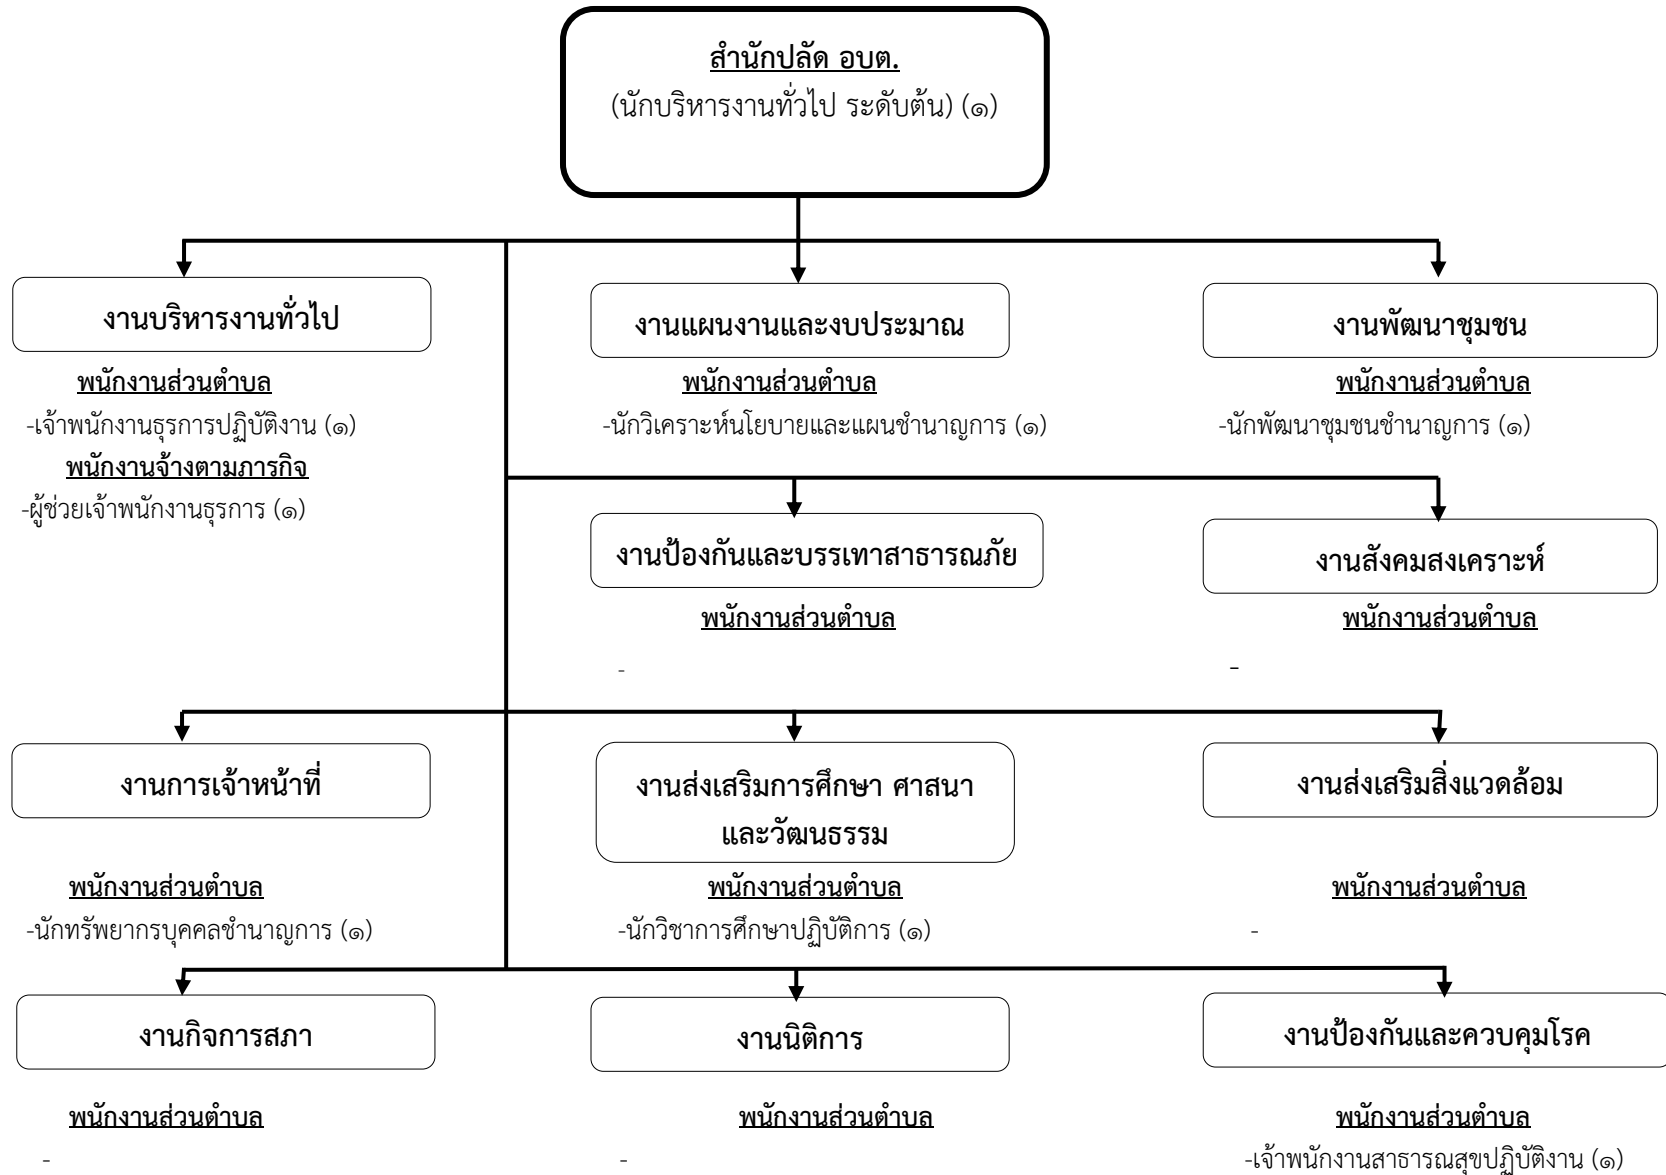 สำนักปลัด อบต.
(นักบริหารงานทั่วไป ระดับต้น) (๑)
งานบริหารงานทั่วไป
พนักงานส่วนตำบล
-เจ้าพนักงานธุรการปฏิบัติงาน (๑)
พนักงานจ้างตามภารกิจ
-ผู้ช่วยเจ้าพนักงานธุรการ (๑)
งานแผนงานและงบประมาณ
พนักงานส่วนตำบล
-นักวิเคราะห์นโยบายและแผนชำนาญการ (๑)
งานพัฒนาชุมชน
พนักงานส่วนตำบล
-นักพัฒนาชุมชนชำนาญการ (๑)
งานป้องกันและบรรเทาสาธารณภัย
พนักงานส่วนตำบล
-
งานสังคมสงเคราะห์
พนักงานส่วนตำบล
-
งานการเจ้าหน้าที่
พนักงานส่วนตำบล
-นักทรัพยากรบุคคลชำนาญการ (๑)
งานส่งเสริมการศึกษา ศาสนา
และวัฒนธรรม
พนักงานส่วนตำบล
-นักวิชาการศึกษาปฏิบัติการ (๑)
งานส่งเสริมสิ่งแวดล้อม
พนักงานส่วนตำบล
-
งานกิจการสภา
พนักงานส่วนตำบล
-
งานนิติการ
พนักงานส่วนตำบล
-
งานป้องกันและควบคุมโรค
พนักงานส่วนตำบล
-เจ้าพนักงานสาธารณสุขปฏิบัติงาน (๑)